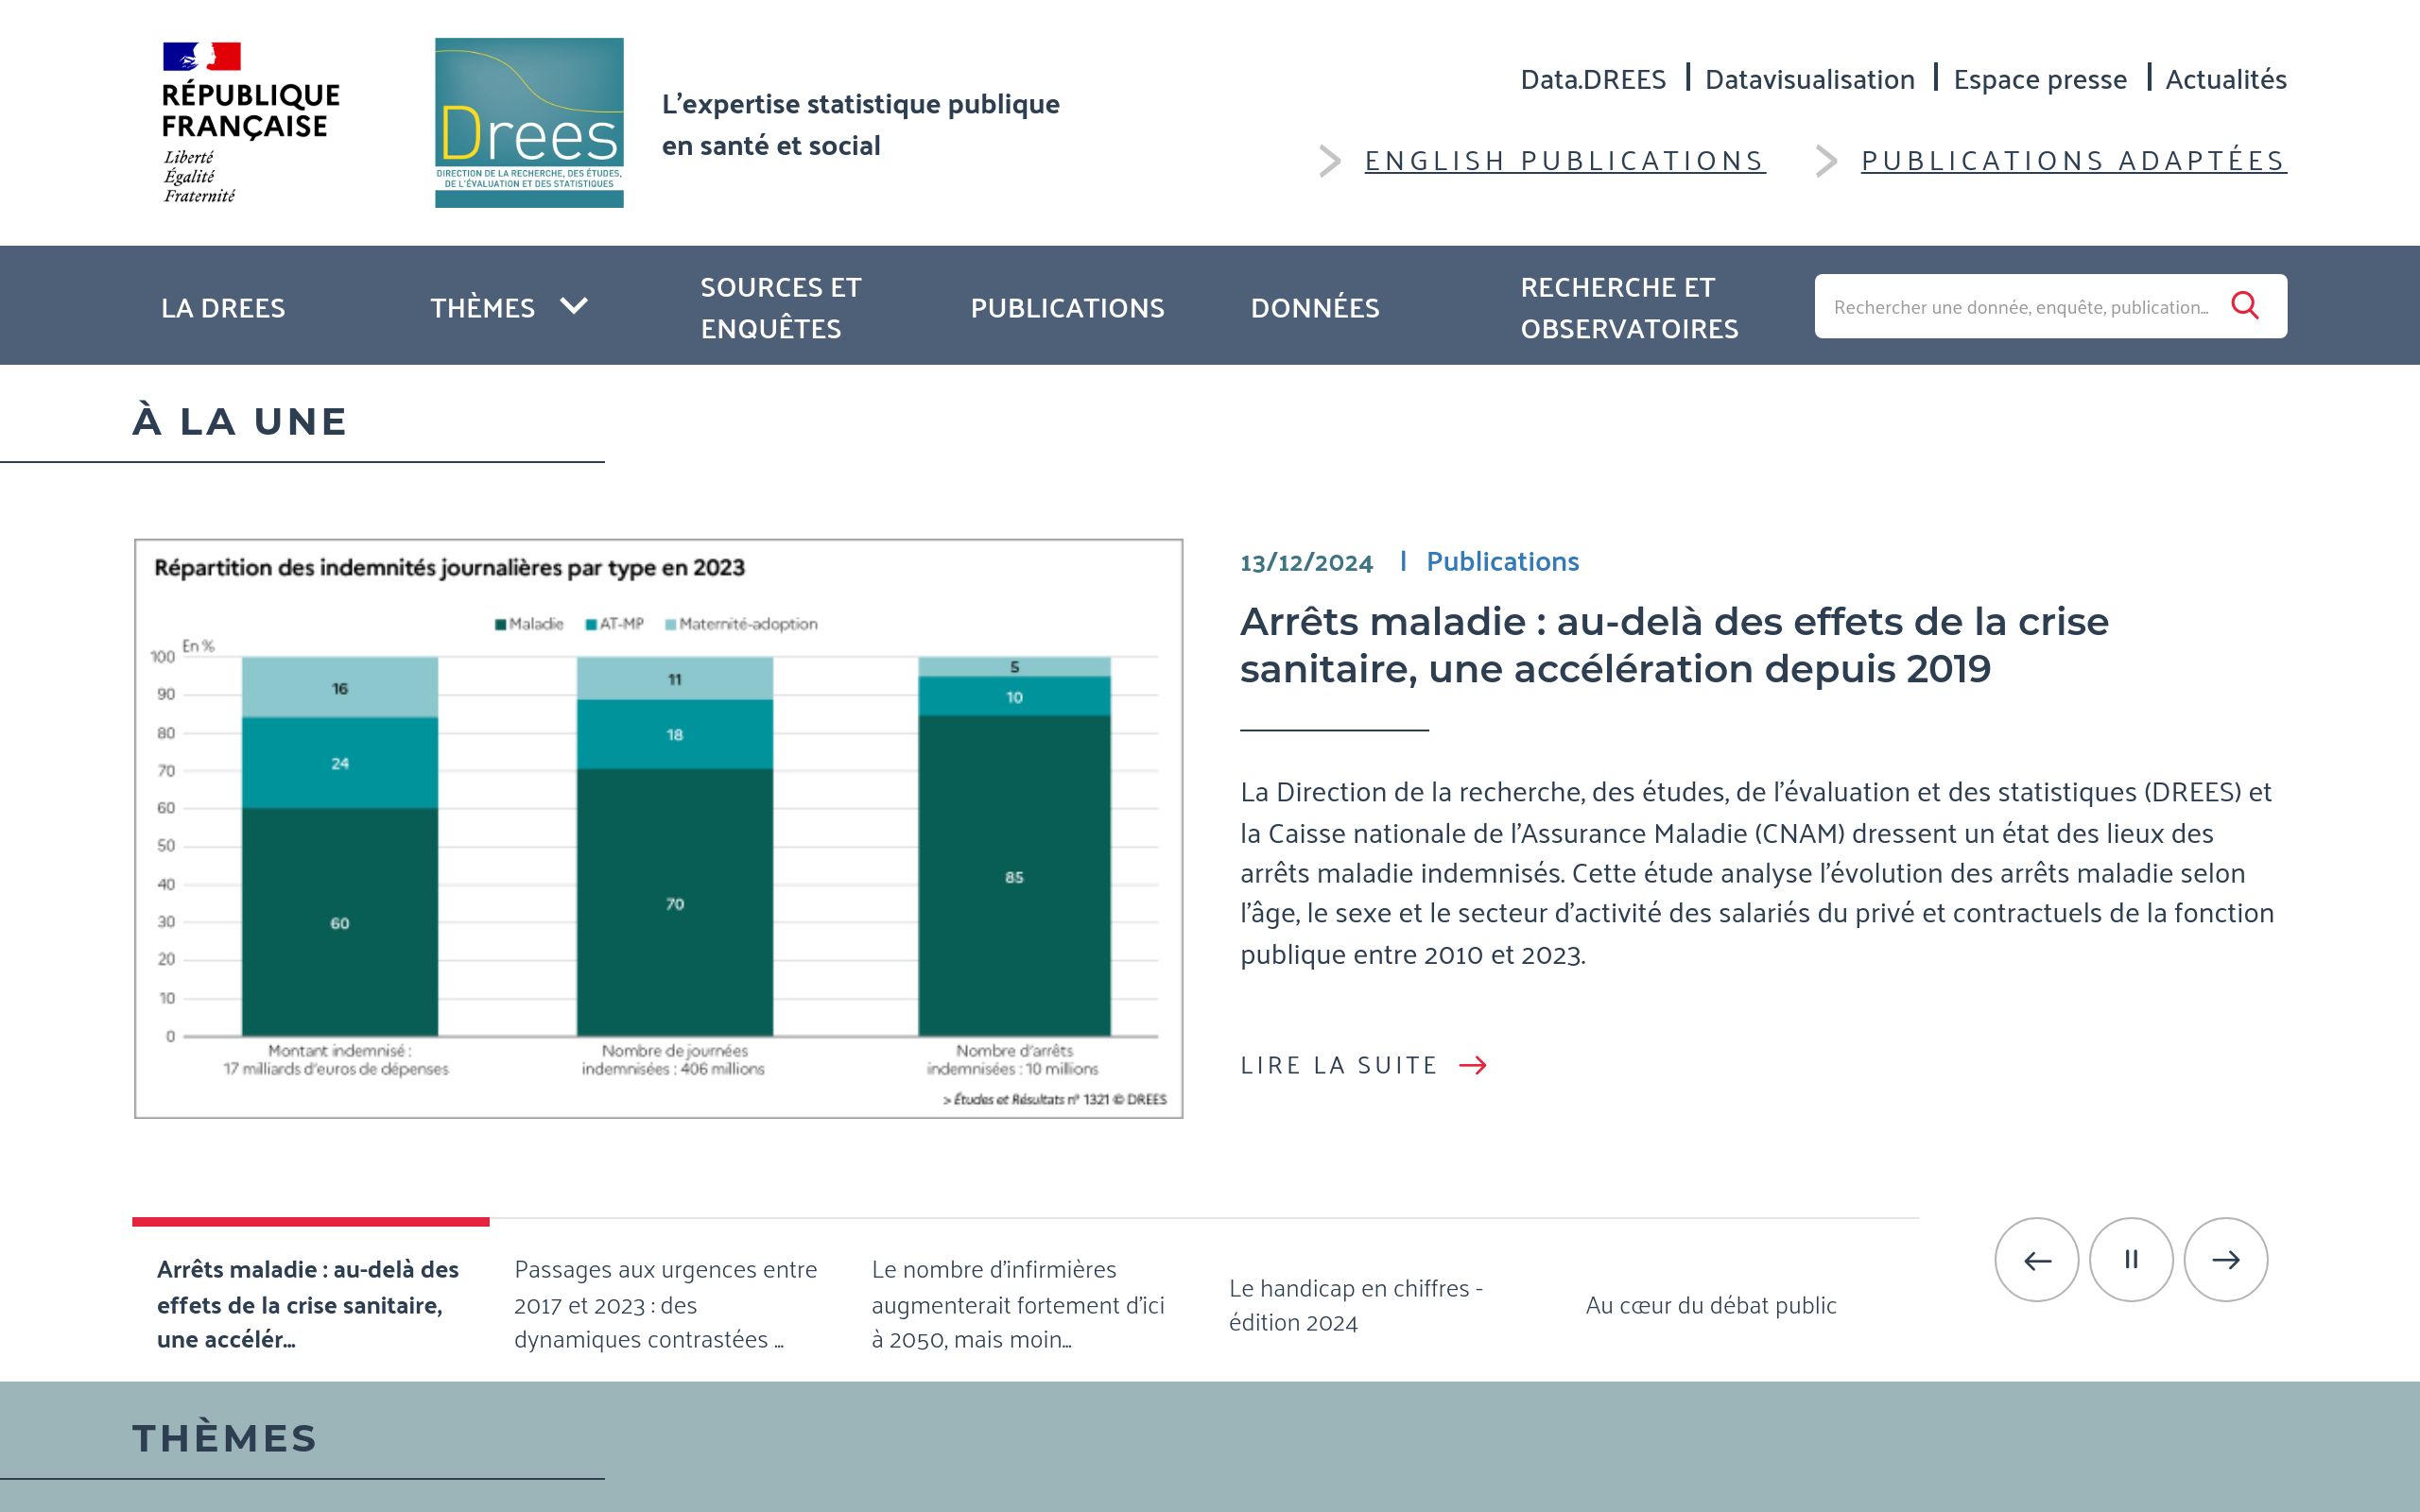 RÉPUBLIQUE
FRANÇAISE
Liberté
Égalité
Fraternité
Drees
DIRECTION DE LA RECHERCHE, DES ÉTUDES,
DE L'ÉVALUATION ET DES STATISTIQUES
L'expertise statistique publique
en santé et social
Data.DREES | Datavisualisation | Espace presse | Actualités
ENGLISH PUBLICATIONS
PUBLICATIONS ADAPTÉES
LA DREES
THÈMES
SOURCES ET
ENQUÊTES
PUBLICATIONS
DONNÉES
RECHERCHE ET
OBSERVATOIRES
Rechercher une donnée, enquête, publication...
À LA UNE
Répartition des indemnités journalières par type en 2023
Maladie AT-MP Maternité-adoption
En %
100
90
80
70
60
50
40
30
20
10
0
16
24
60
11
18
70
5
10
85
Montant indemnisé :
17 milliards d'euros de dépenses
Nombre de journées
indemnisées : 406 millions
Nombre d'arrêts
indemnisées : 10 millions
> Études et Résultats n° 1321 © DREES
13/12/2024 | Publications
Arrêts maladie : au-delà des effets de la crise
sanitaire, une accélération depuis 2019
La Direction de la recherche, des études, de l'évaluation et des statistiques (DREES) et
la Caisse nationale de l'Assurance Maladie (CNAM) dressent un état des lieux des
arrêts maladie indemnisés. Cette étude analyse l'évolution des arrêts maladie selon
l'âge, le sexe et le secteur d'activité des salariés du privé et contractuels de la fonction
publique entre 2010 et 2023.
LIRE LA SUITE
Arrêts maladie : au-delà des
effets de la crise sanitaire,
une accélér...
Passages aux urgences entre
2017 et 2023 : des
dynamiques contrastées ...
Le nombre d'infirmières
augmenterait fortement d'ici
à 2050, mais moin...
Le handicap en chiffres -
édition 2024
Au cœur du débat public
THÈMES